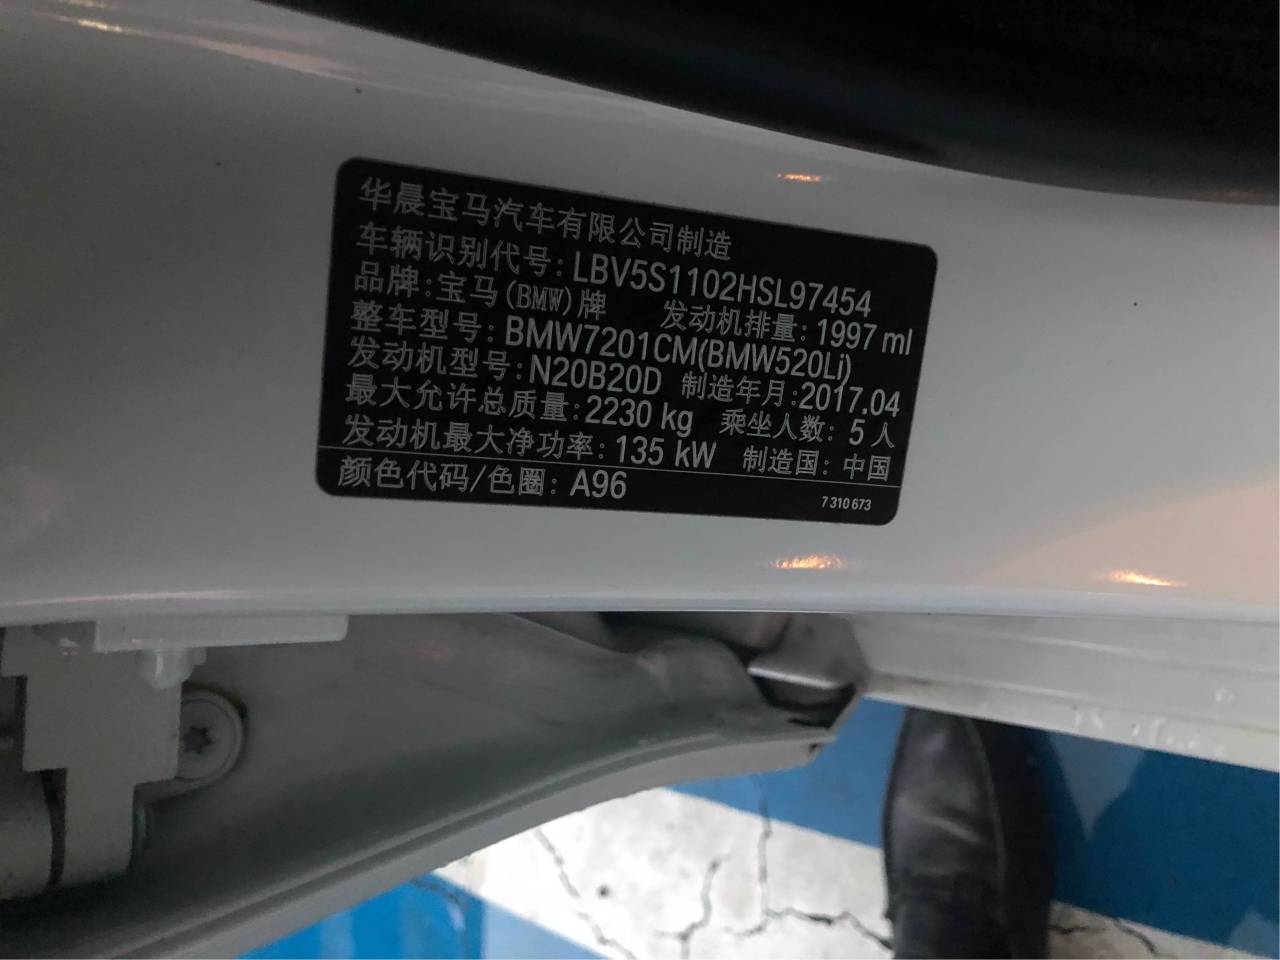 华晨宝马汽车有限公司制造
车辆识别代号: LBV5S1102HSL97454
品牌: 宝马(BMW)牌 发动机排量: 1997 ml
整车型号: BMW7201CM(BMW520Li)
发动机型号: N20B20D 制造年月: 2017.04
最大允许总质量: 2230 kg 乘坐人数: 5 人
发动机最大净功率: 135 kW 制造国: 中国
颜色代码/色圈: A96
7 310 673